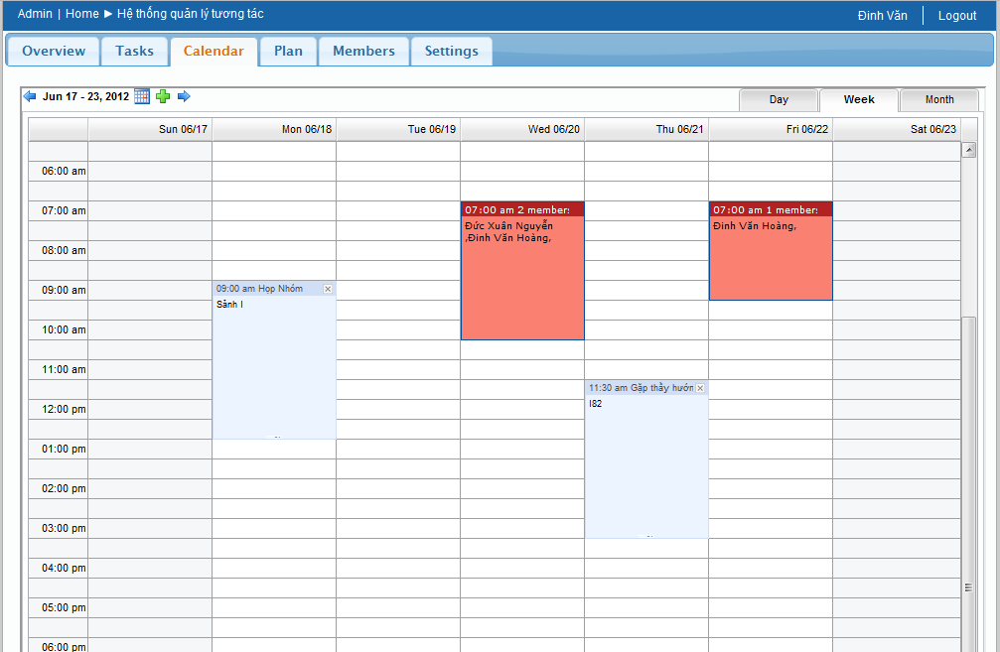 Admin | Home ► Hệ thống quản lý tương tác
Đinh Văn | Logout
Overview Tasks Calendar Plan Members Settings
Jun 17 - 23, 2012
Day Week Month
Sun 06/17 Mon 06/18 Tue 06/19 Wed 06/20 Thu 06/21 Fri 06/22 Sat 06/23
06:00 am
07:00 am
07:00 am 2 members
Đức Xuân Nguyễn
,Đinh Văn Hoàng,
07:00 am 1 members
Đinh Văn Hoàng,
08:00 am
09:00 am
09:00 am Họp Nhóm
Sảnh I
10:00 am
11:00 am
11:30 am Gặp thầy hướn
I82
12:00 pm
01:00 pm
02:00 pm
03:00 pm
04:00 pm
05:00 pm
06:00 pm